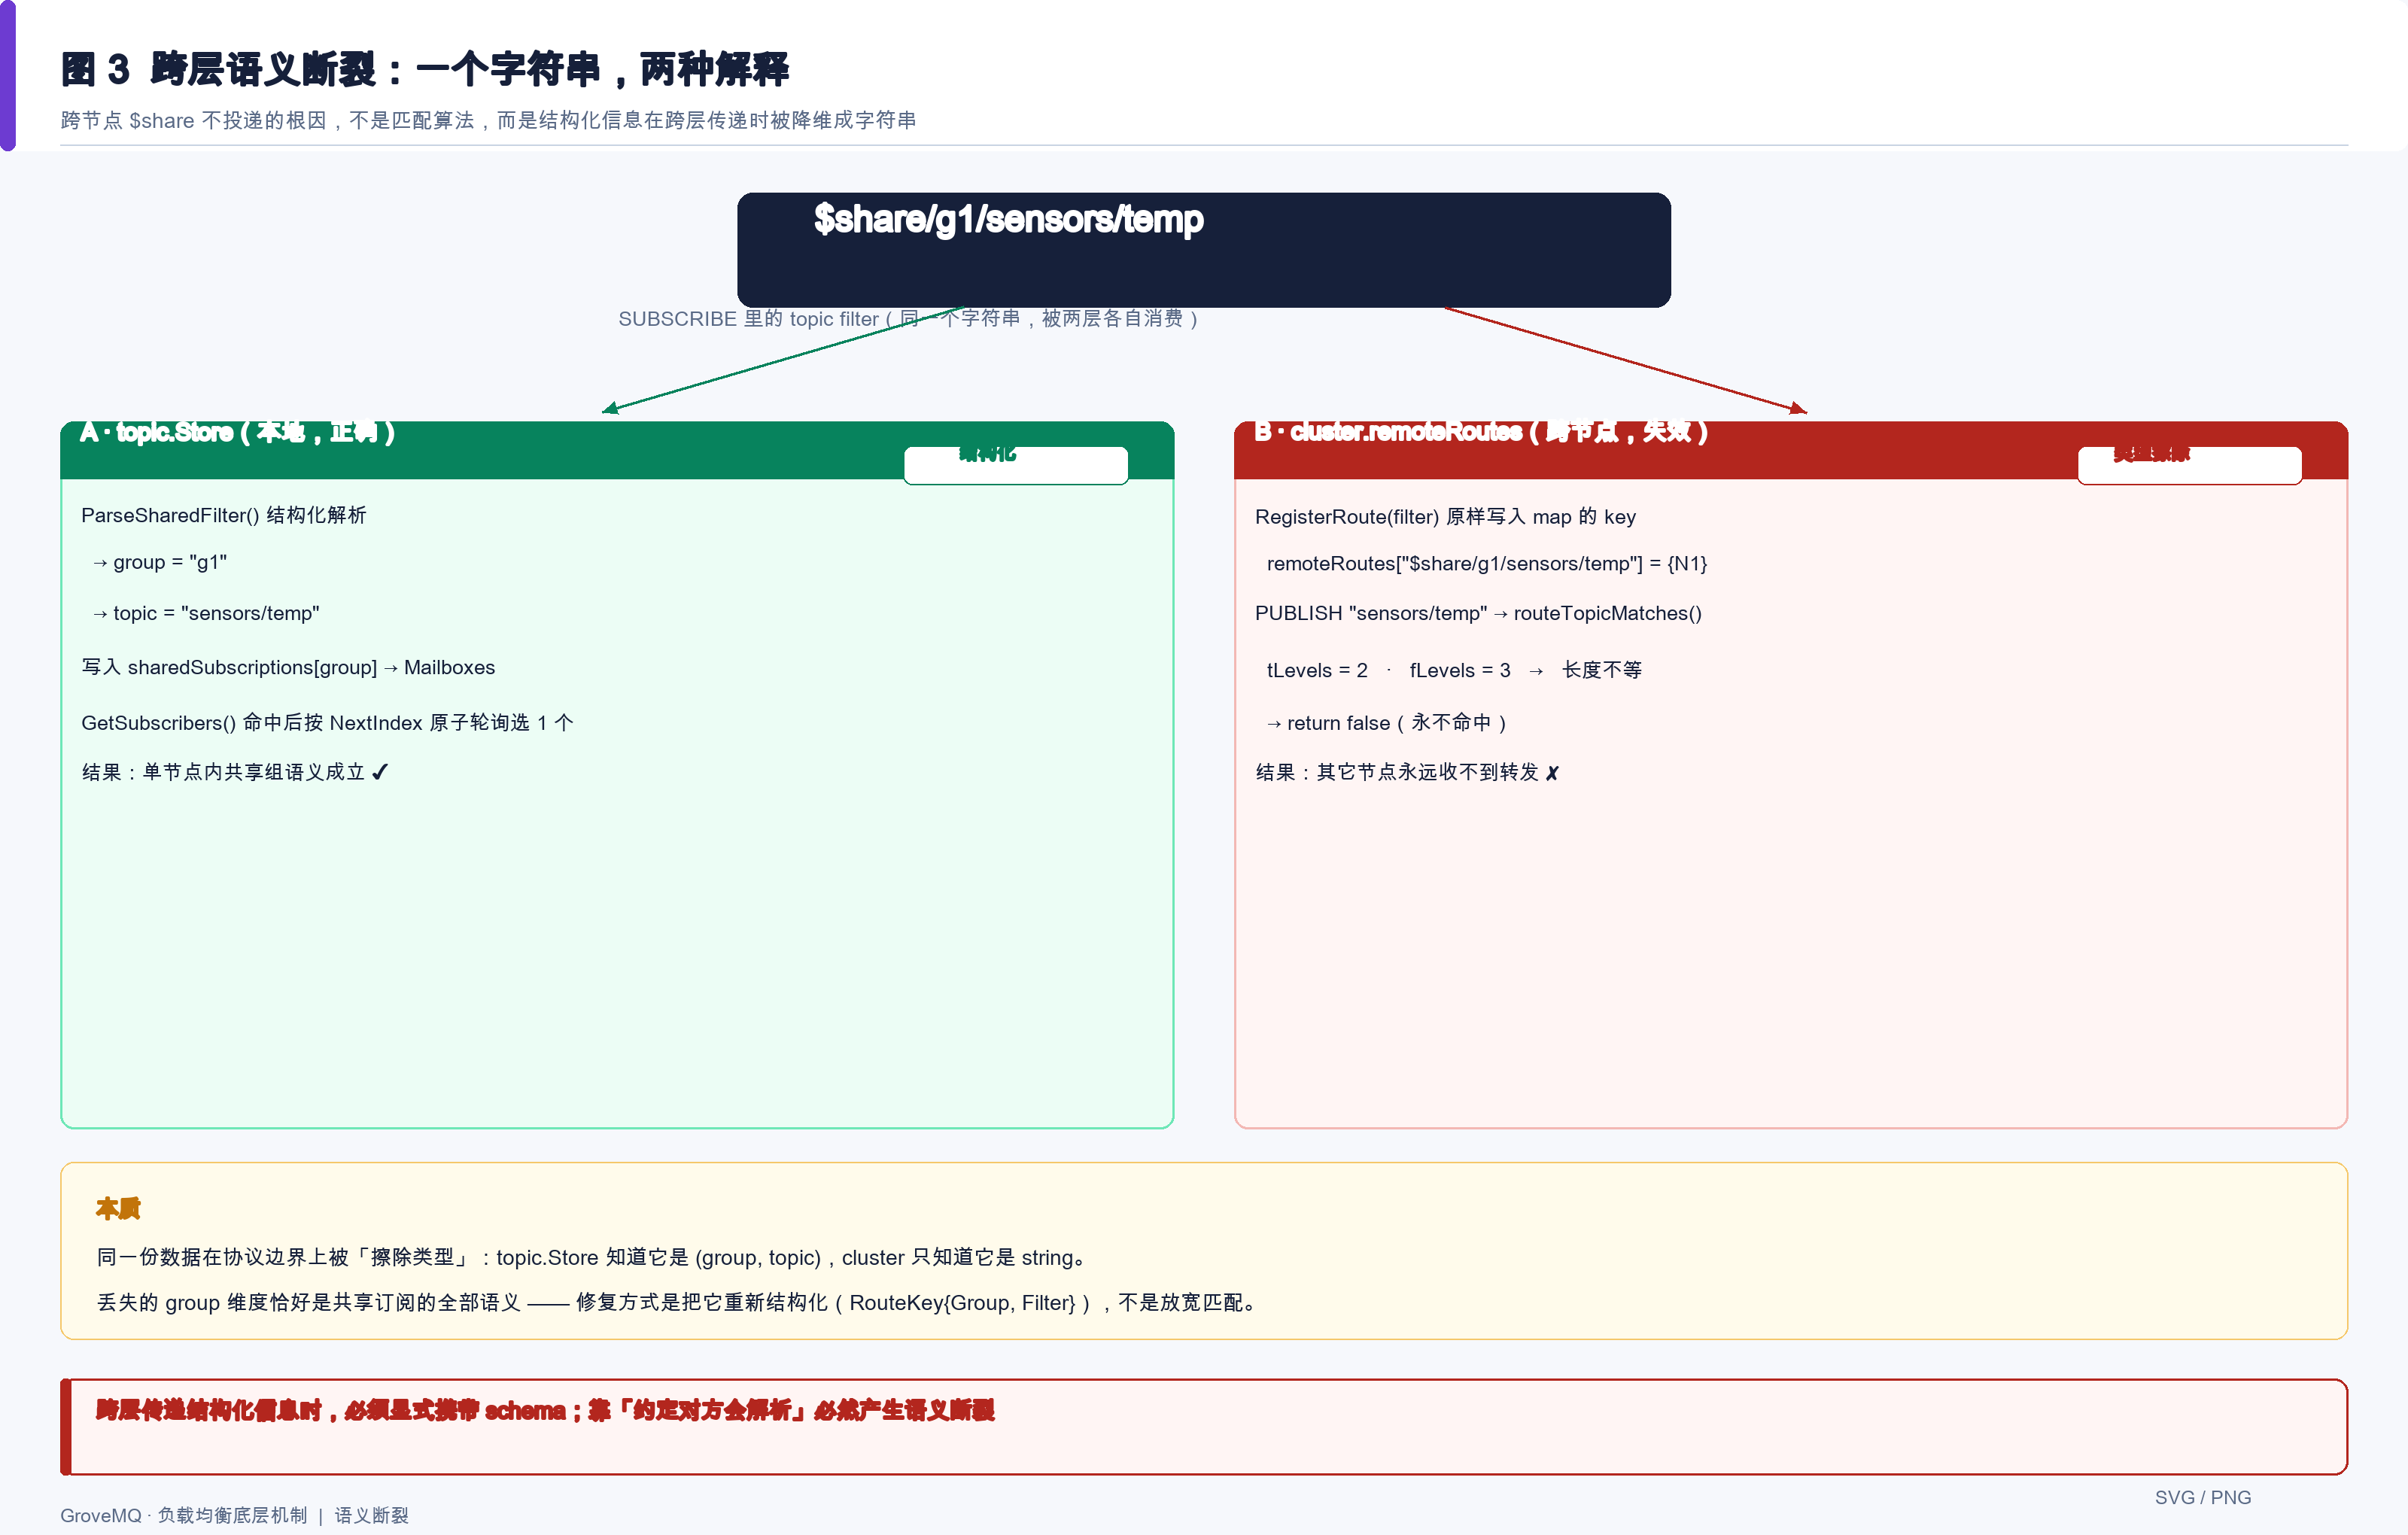 图 3 跨层语义断裂：一个字符串，两种解释
跨节点 $share 不投递的根因，不是匹配算法，而是结构化信息在跨层传递时被降维成字符串
$share/g1/sensors/temp
SUBSCRIBE 里的 topic filter（同一个字符串，被两层各自消费）
A · topic.Store（本地，正确）
结构化
ParseSharedFilter() 结构化解析
→ group = "g1"
→ topic = "sensors/temp"
写入 sharedSubscriptions[group] → Mailboxes
GetSubscribers() 命中后按 NextIndex 原子轮询选 1 个
结果：单节点内共享组语义成立 ✔
B · cluster.remoteRoutes（跨节点，失效）
类型擦除
RegisterRoute(filter) 原样写入 map 的 key
remoteRoutes["$share/g1/sensors/temp"] = {N1}
PUBLISH "sensors/temp" → routeTopicMatches()
tLevels = 2 · fLevels = 3 → 长度不等
→ return false（永不命中）
结果：其它节点永远收不到转发 ✘
本质
同一份数据在协议边界上被「擦除类型」：topic.Store 知道它是 (group, topic)，cluster 只知道它是 string。
丢失的 group 维度恰好是共享订阅的全部语义 —— 修复方式是把它重新结构化（RouteKey{Group, Filter}），不是放宽匹配。
跨层传递结构化信息时，必须显式携带 schema；靠「约定对方会解析」必然产生语义断裂
SVG / PNG
GroveMQ · 负载均衡底层机制 | 语义断裂